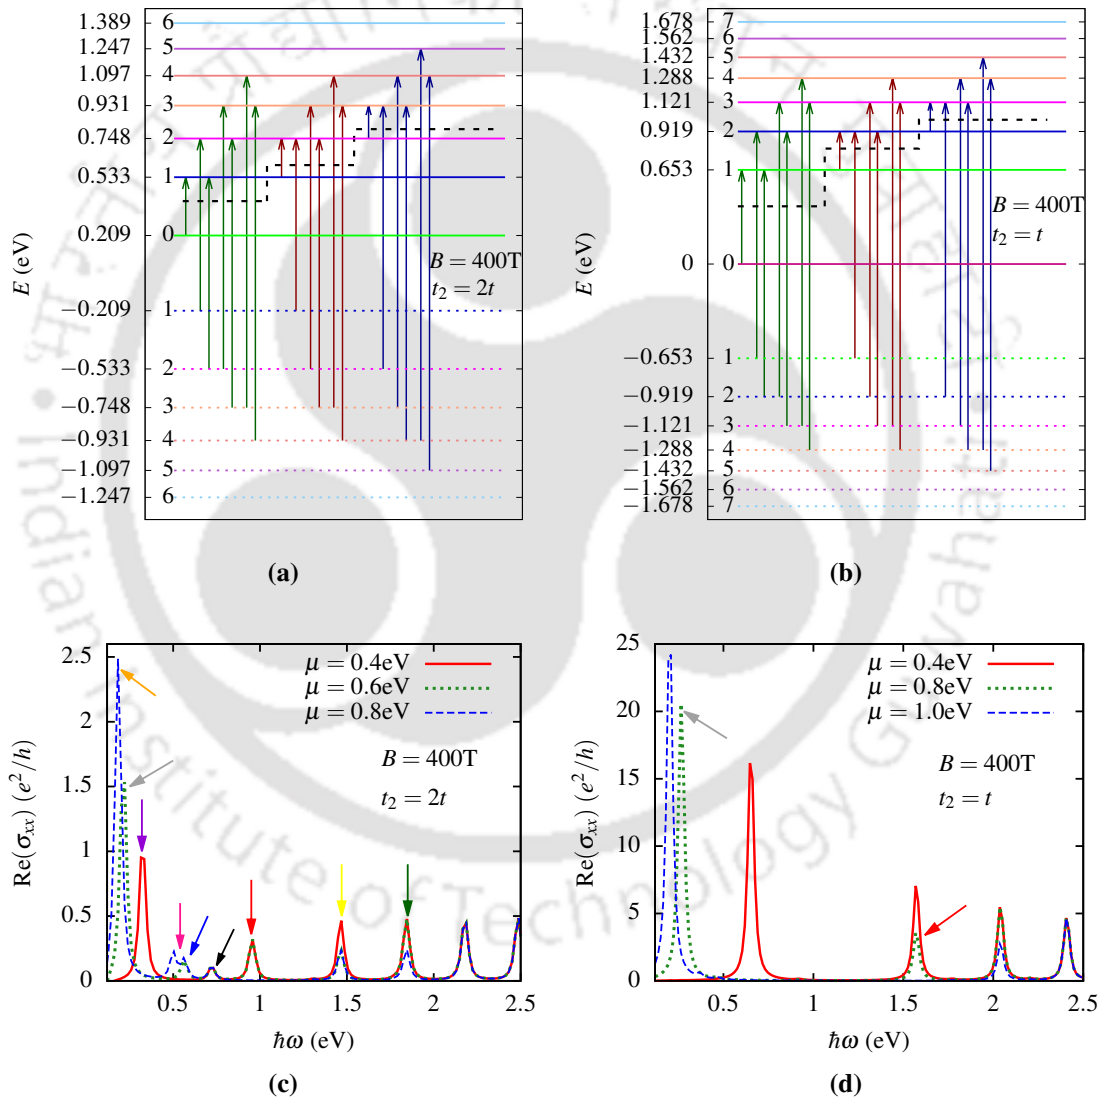 1.389 6
1.247 5
1.097 4
0.931 3
0.748 2
0.533 1
0.209 0
−0.209 1
−0.533 2
−0.748 3
−0.931 4
−1.097 5
−1.247 6
E (eV)
B = 400T
t2 = 2t
(a)
1.678 7
1.562 6
1.432 5
1.288 4
1.121 3
0.919 2
0.653 1
0 0
−0.653 1
−0.919 2
−1.121 3
−1.288 4
−1.432 5
−1.562 6
−1.678 7
E (eV)
B = 400T
t2 = t
(b)
Re(σxx) (e²/h)
2.5
2
1.5
1
0.5
0
μ = 0.4eV
μ = 0.6eV
μ = 0.8eV
B = 400T
t2 = 2t
0.5 1 1.5 2 2.5
ħω (eV)
(c)
Re(σxx) (e²/h)
25
20
15
10
5
0
μ = 0.4eV
μ = 0.8eV
μ = 1.0eV
B = 400T
t2 = t
0.5 1 1.5 2 2.5
ħω (eV)
(d)
Indian Institute of Technology Guwahati